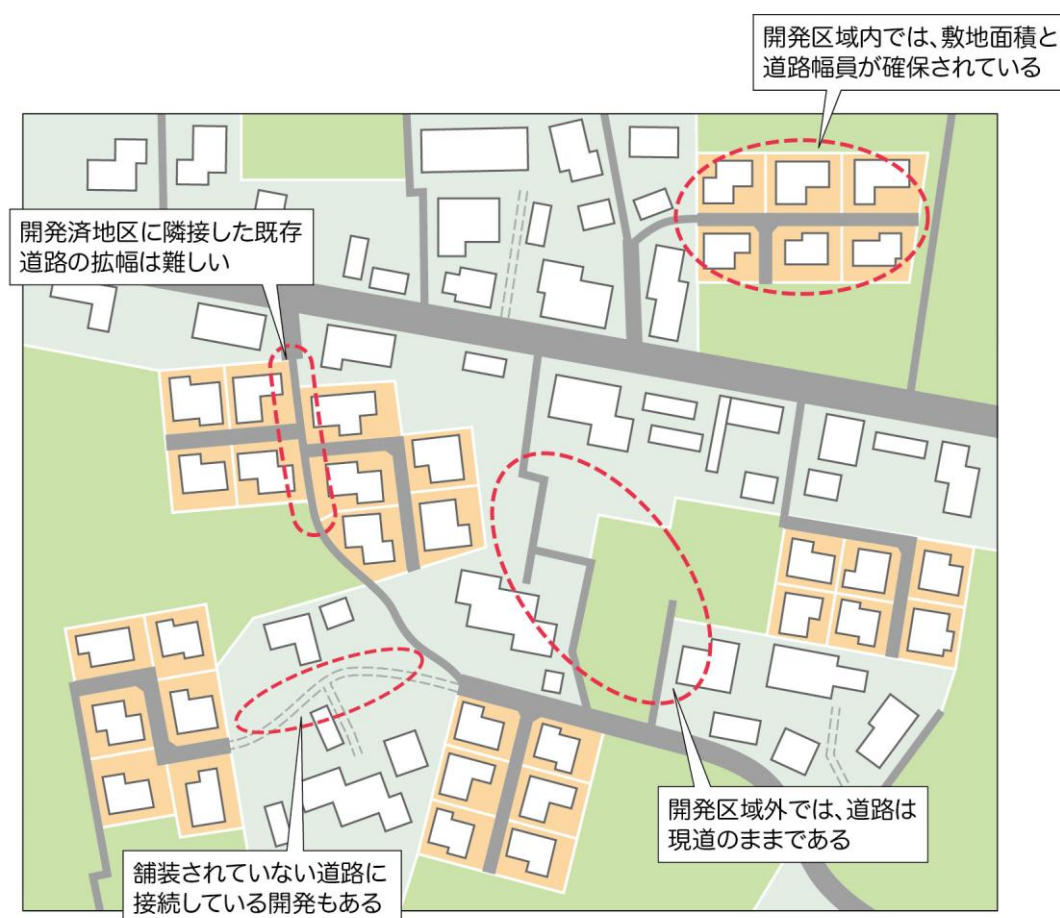 開発区域内では、敷地面積と
道路幅員が確保されている
開発済地区に隣接した既存
道路の拡幅は難しい
開発区域外では、道路は
現道のままである
舗装されていない道路に
接続している開発もある